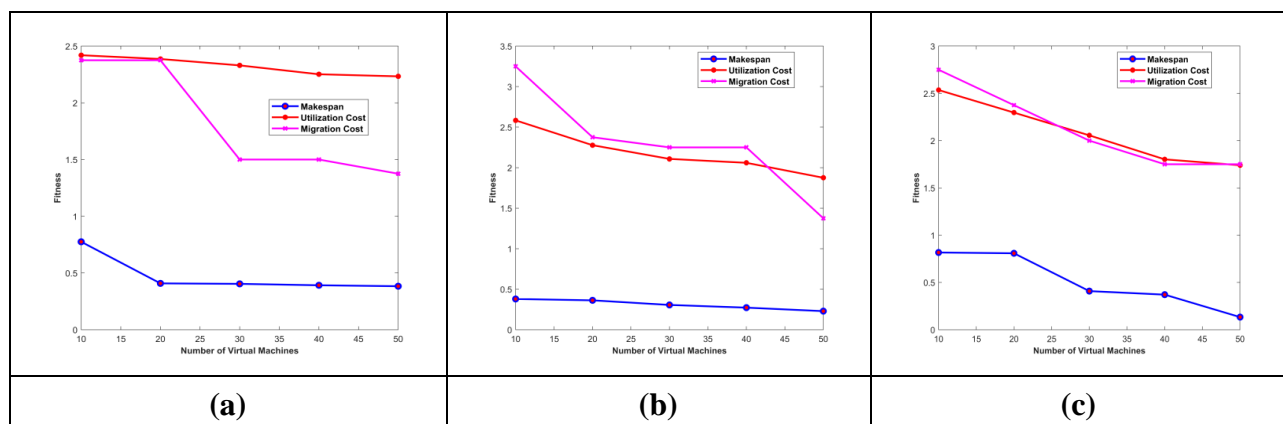 2.5
2
1.5
1
0.5
0
Fitness
Makespan
Utilization Cost
Migration Cost
10 15 20 25 30 35 40 45 50
Number of Virtual Machines
(a)
3.5
3
2.5
2
1.5
1
0.5
0
Fitness
Makespan
Utilization Cost
Migration Cost
10 15 20 25 30 35 40 45 50
Number of Virtual Machines
(b)
3
2.5
2
1.5
1
0.5
0
Fitness
Makespan
Utilization Cost
Migration Cost
10 15 20 25 30 35 40 45 50
Number of Virtual Machines
(c)